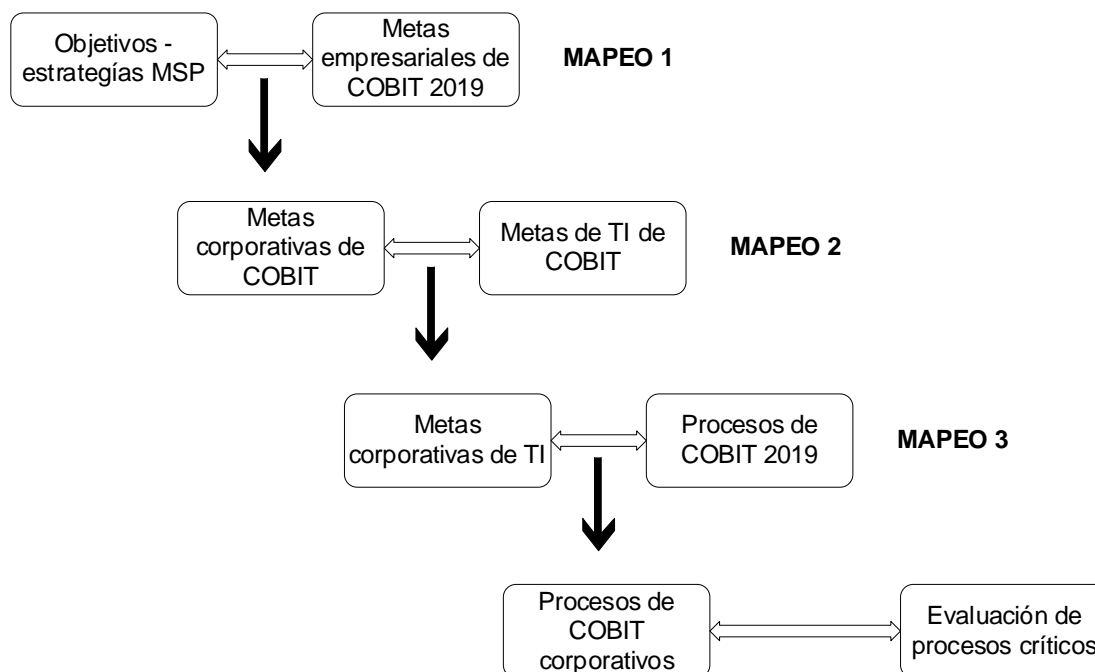 Objetivos -
estrategías MSP
Metas
empresariales de
COBIT 2019
MAPEO 1
Metas
corporativas de
COBIT
Metas de TI de
COBIT
MAPEO 2
Metas
corporativas de TI
Procesos de
COBIT 2019
MAPEO 3
Procesos de
COBIT
corporativos
Evaluación de
procesos críticos